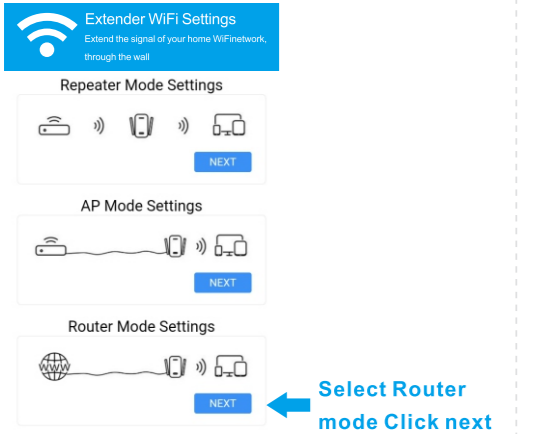 Extender WiFi Settings
Extend the signal of your home WiFinetwork,
through the wall
Repeater Mode Settings
NEXT
AP Mode Settings
NEXT
Router Mode Settings
WWW
NEXT
Select Router
mode Click next